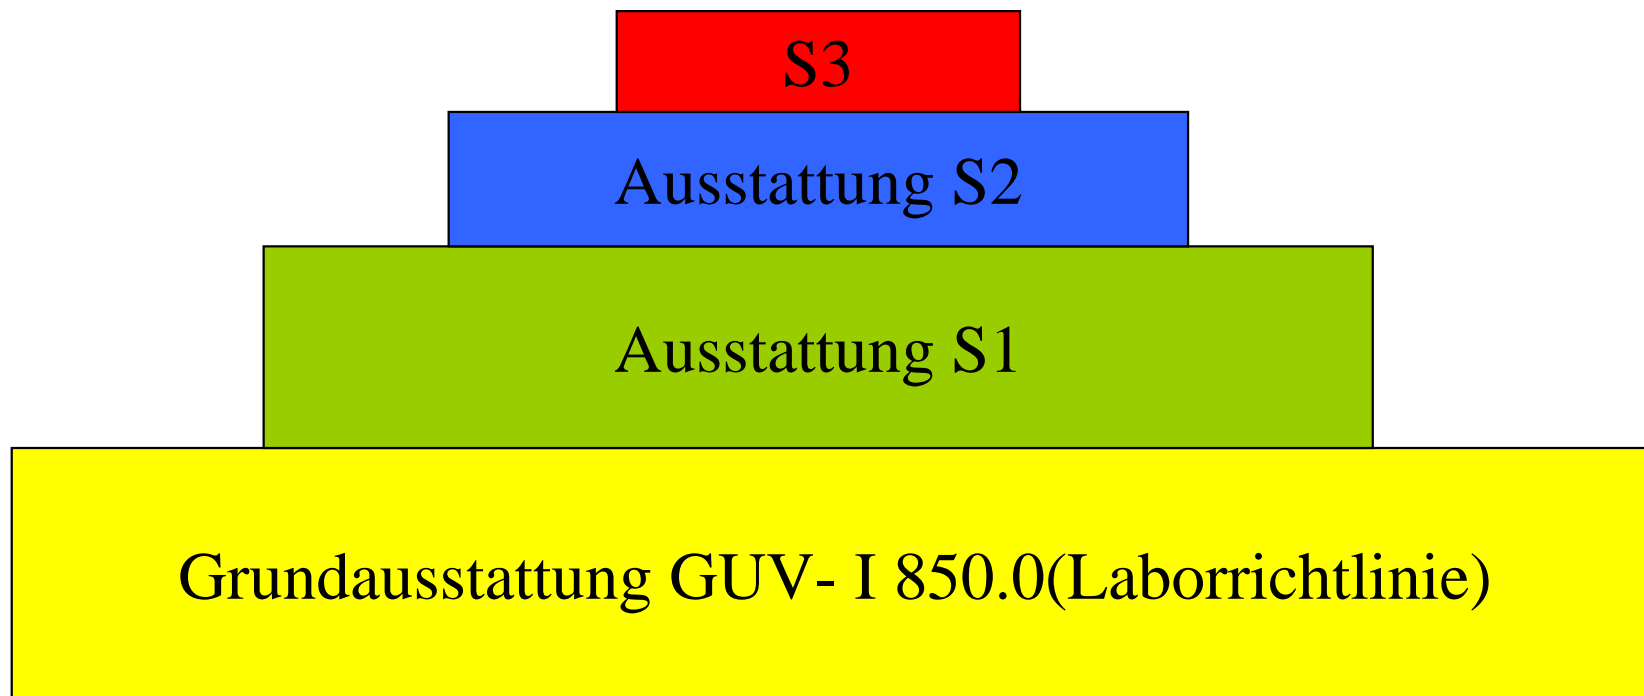 S3
Ausstattung S2
Ausstattung S1
Grundausstattung GUV- I 850.0(Laborrichtlinie)